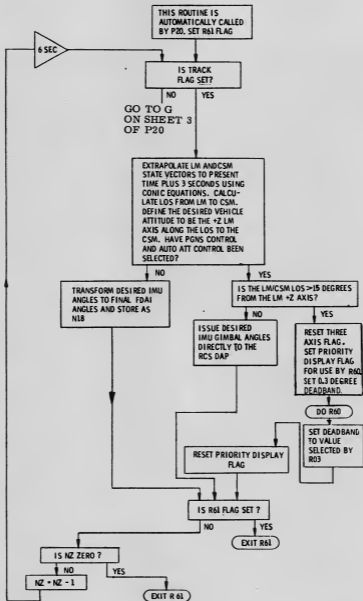 THIS ROUTINE IS
AUTOMATICALLY CALLED
BY P20. SET R61 FLAG
6 SEC
IS TRACK
FLAG SET?
NO YES
GO TO G
ON SHEET 3
OF P20
EXTRAPOLATE LM AND CSM
STATE VECTORS TO PRESENT
TIME PLUS 3 SECONDS USING
CONIC EQUATIONS. CALCU-
LATE LOS FROM LM TO CSM.
DEFINE THE DESIRED VEHICLE
ATTITUDE TO BE THE +Z LM
AXIS ALONG THE LOS TO THE
CSM. HAVE PGNS CONTROL
AND AUTO ATT CONTROL BEEN
SELECTED?
NO YES
TRANSFORM DESIRED IMU
ANGLES TO FINAL FDAI
ANGLES AND STORE AS
N18
IS THE LM/CSM LOS >15 DEGREES
FROM THE LM +Z AXIS?
NO YES
ISSUE DESIRED
IMU GIMBAL ANGLES
DIRECTLY TO THE
RCS DAP
RESET THREE
AXIS FLAG.
SET PRIORITY
DISPLAY FLAG
FOR USE BY R60.
SET 0.3 DEGREE
DEADBAND.
DO R60
SET DEADBAND
TO VALUE
SELECTED BY
R03
RESET PRIORITY DISPLAY
FLAG
IS R61 FLAG SET ?
NO YES
EXIT R61
IS NZ ZERO ?
NO YES
NZ = NZ - 1
EXIT R 61